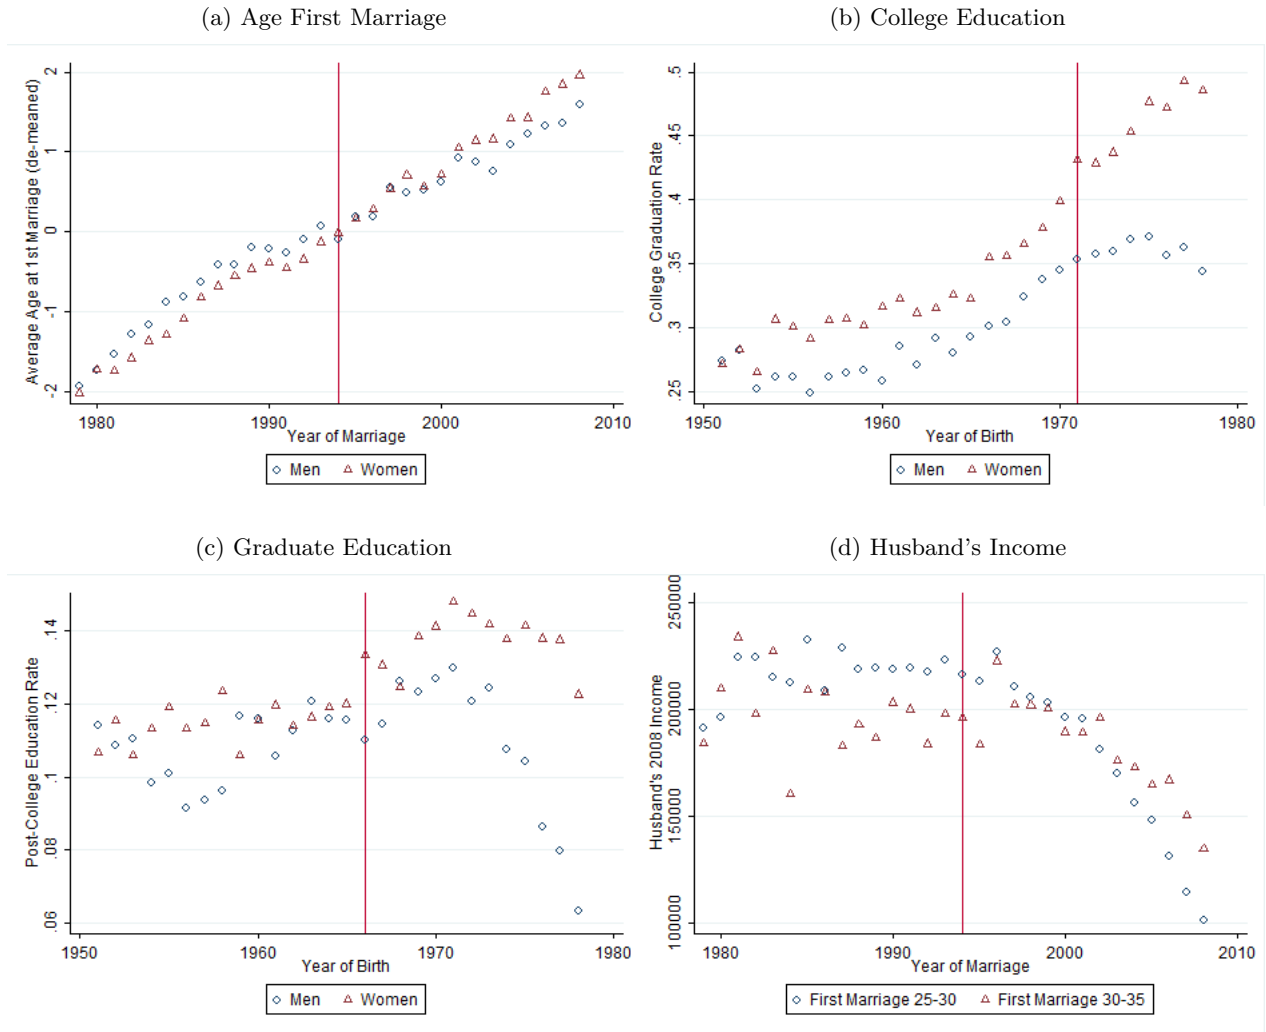 (a) Age First Marriage
Average Age at 1st Marriage (de-meaned)
2
1
0
-1
-2
1980 1990 2000 2010
Year of Marriage
Men Women
(b) College Education
College Graduation Rate
.5
.45
.4
.35
.3
.25
1950 1960 1970 1980
Year of Birth
Men Women
(c) Graduate Education
Post-College Education Rate
.14
.12
.1
.08
.06
1950 1960 1970 1980
Year of Birth
Men Women
(d) Husband's Income
Husband's 2008 Income
250000
200000
150000
100000
1980 1990 2000 2010
Year of Marriage
First Marriage 25-30 First Marriage 30-35